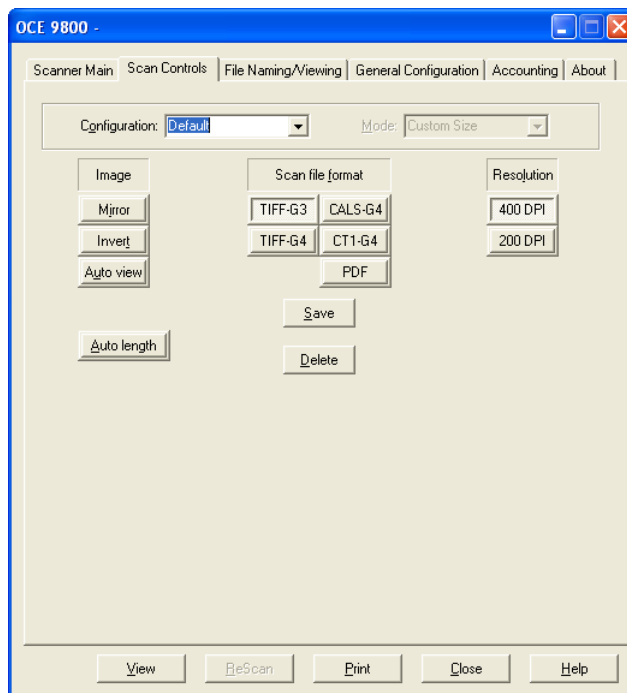 OCE 9800 -
Scanner Main Scan Controls File Naming/Viewing General Configuration Accounting About
Configuration: Default Mode: Custom Size
Image Scan file format Resolution
Mirror TIFF-G3 CALS-G4 400 DPI
Invert TIFF-G4 CT1-G4 200 DPI
Auto view PDF
Save
Auto length
Delete
View ReScan Print Close Help